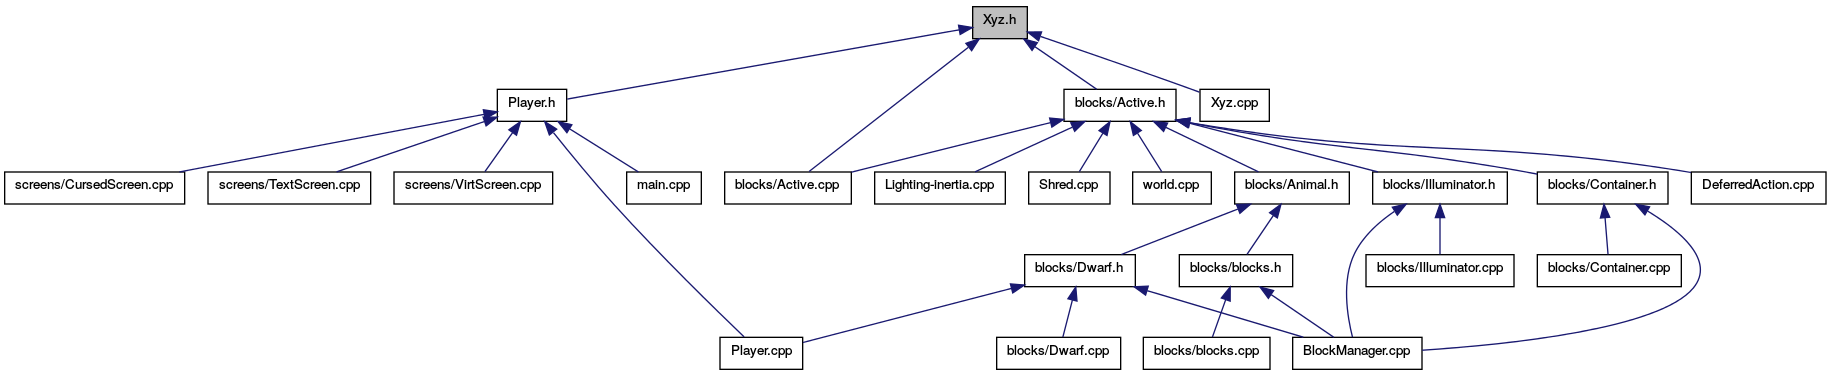 Xyz.h
Player.h
blocks/Active.h
Xyz.cpp
screens/CursedScreen.cpp
screens/TextScreen.cpp
screens/VirtScreen.cpp
main.cpp
blocks/Active.cpp
Lighting-inertia.cpp
Shred.cpp
world.cpp
blocks/Animal.h
blocks/Illuminator.h
blocks/Container.h
DeferredAction.cpp
blocks/Dwarf.h
blocks/blocks.h
blocks/Illuminator.cpp
blocks/Container.cpp
Player.cpp
blocks/Dwarf.cpp
blocks/blocks.cpp
BlockManager.cpp